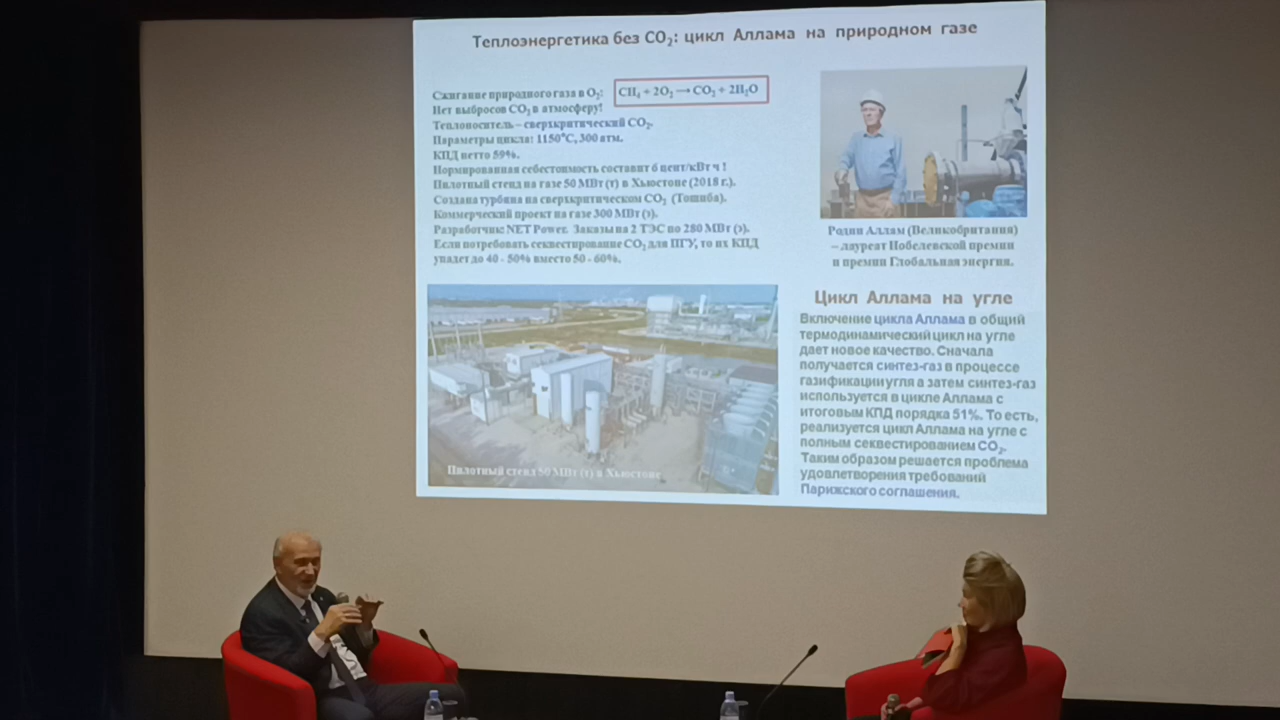 Теплоэнергетика без CO₂: цикл Аллама на природном газе
Сжигание природного газа в O₂:
CH₄ + 2O₂ → CO₂ + 2H₂O
Нет выбросов CO₂ в атмосферу!
Теплоноситель – сверхкритический CO₂.
Параметры цикла: 1150°С, 300 атм.
КПД нетто 59%.
Нормированная себестоимость составит 6 цент/кВт ч !
Пилотный стенд на газе 50 МВт (т) в Хьюстоне (2018 г.).
Создана турбина на сверхкритическом CO₂ (Тошиба).
Коммерческий проект на газе 300 МВт (э).
Разработчик: NET Power. Заказы на 2 ТЭС по 280 МВт (э).
Если потребовать секвестирование CO₂ для ПГУ, то их КПД
упадет до 40 - 50% вместо 50 - 60%.
Пилотный стенд 50 МВт (т) в Хьюстоне
Родни Аллам (Великобритания)
– лауреат Нобелевской премии
и премии Глобальная энергия.
Цикл Аллама на угле
Включение цикла Аллама в общий
термодинамический цикл на угле
дает новое качество. Сначала
получается синтез-газ в процессе
газификации угля а затем синтез-газ
используется в цикле Аллама с
итоговым КПД порядка 51%. То есть,
реализуется цикл Аллама на угле с
полным секвестированием CO₂.
Таким образом решается проблема
удовлетворения требований
Парижского соглашения.